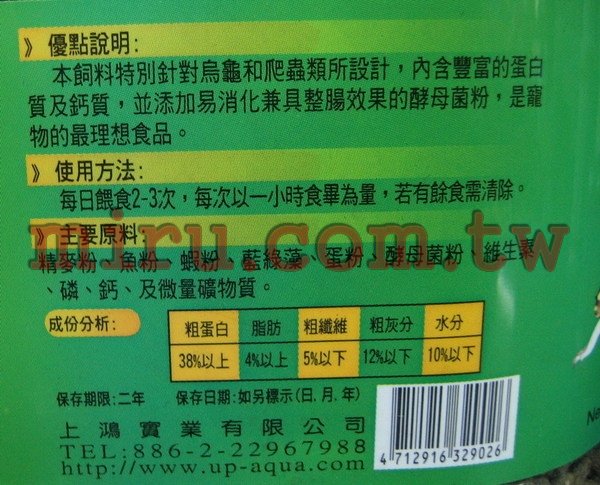 》優點說明:
本飼料特別針對烏龜和爬蟲類所設計，內含豐富的蛋白
質及鈣質，並添加易消化兼具整腸效果的酵母菌粉，是寵
物的最理想食品。
》使用方法:
每日餵食2-3次，每次以一小時食畢為量，若有餘食需清除。
》主要原料:
miru.com.tw
精麥粉、魚粉、蝦粉、藍綠藻、蛋粉、酵母菌粉、維生素
、磷、鈣、及微量礦物質。
成份分析:
粗蛋白 脂肪 粗纖維 粗灰分 水分
38%以上 4%以上 5%以下 12%以下 10%以下
保存期限:二年 保存日期:如另標示(日.月.年)
上鴻實業有限公司
TEL:886-2-22967988
http://www.up-aqua.com
4 712916 329026
Ne